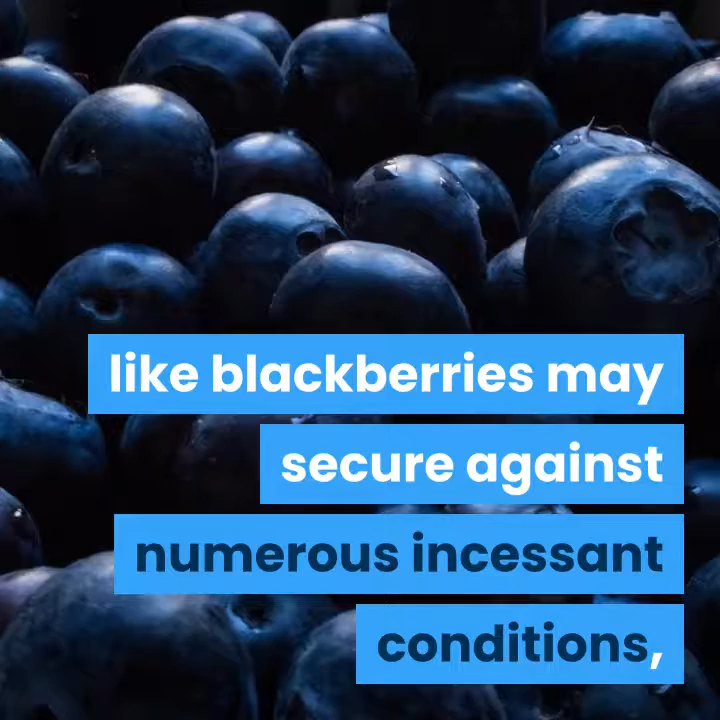 like blackberries may
secure against
numerous incessant
conditions,